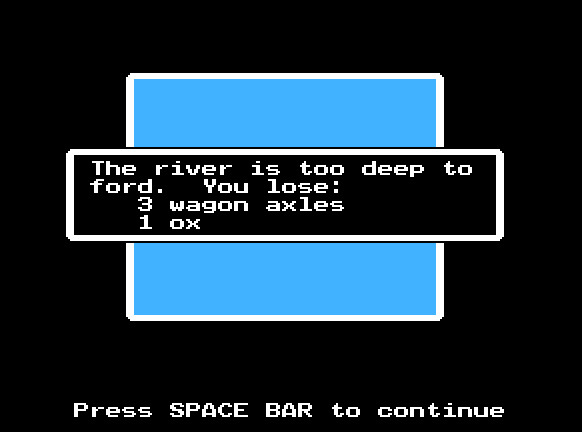 The river is too deep to
ford.  You lose:
3 wagon axles
1 ox
Press SPACE BAR to continue